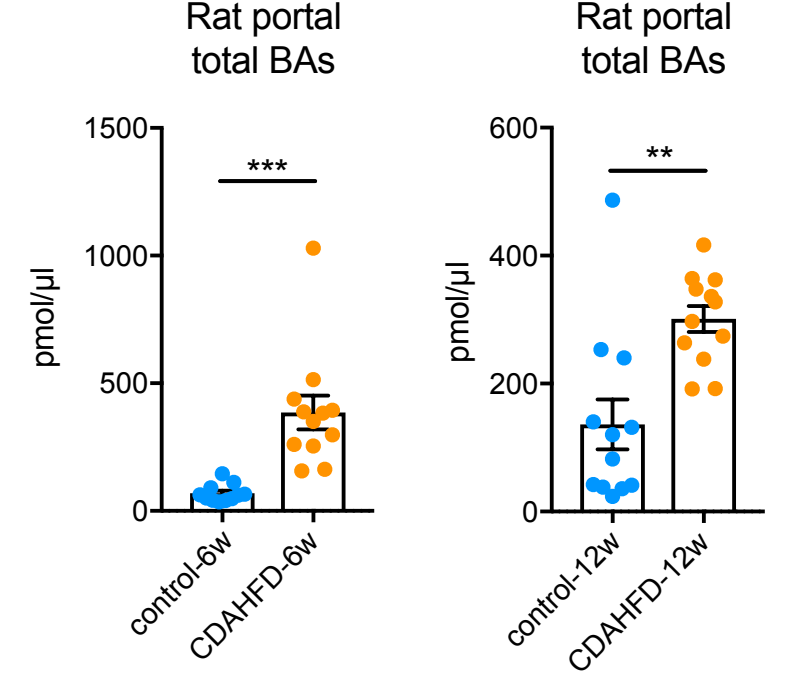 Rat portal
total BAs
1500
1000
500
0
pmol/µl
***
control-6w
CDAHFD-6w
Rat portal
total BAs
600
400
200
0
pmol/µl
**
control-12w
CDAHFD-12w